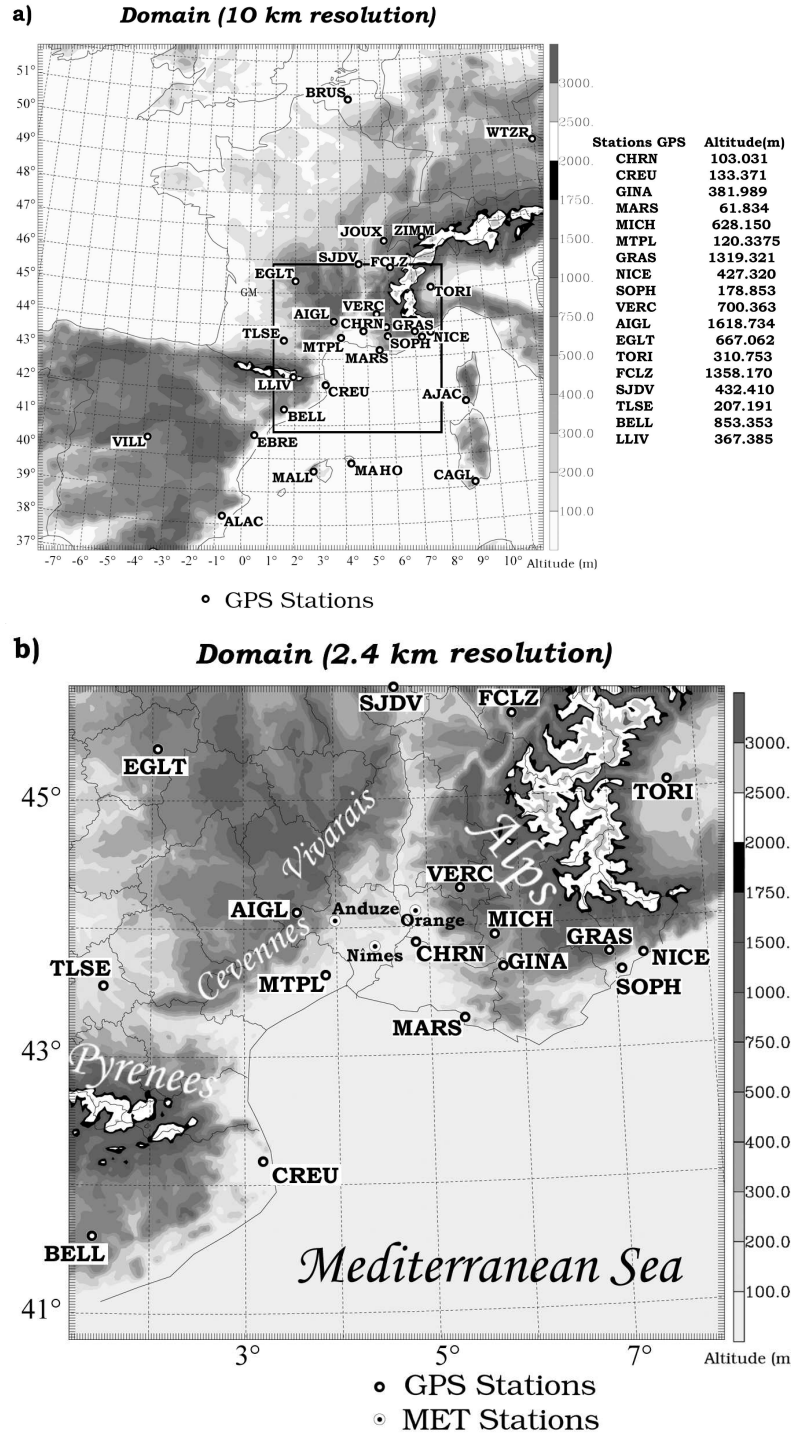 a)
Domain (10 km resolution)
51°
50°
49°
48°
47°
46°
45°
44°
43°
42°
41°
40°
39°
38°
37°
BRUS
WTZR
JOUX
ZIMM
SJDV
FCLZ
EGLT
GM
TORI
VERC
AIGL
CHRN
GRAS
TLSE
NICE
MTPL
SOPH
MARS
LLIV
CREU
AJAC
BELL
VILL
EBRE
MALL
MAHO
CAGL
ALAC
3000.
2500.
2000.
1750.
1500.
1000.
750.0
500.0
400.0
300.0
200.0
100.0
-7° -6° -5° -4° -3° -2° -1° 0° 1° 2° 3° 4° 5° 6° 7° 8° 9° 10° Altitude (m)
GPS Stations
Stations GPS Altitude(m)
CHRN 103.031
CREU 133.371
GINA 381.989
MARS 61.834
MICH 628.150
MTPL 120.3375
GRAS 1319.321
NICE 427.320
SOPH 178.853
VERC 700.363
AIGL 1618.734
EGLT 667.062
TORI 310.753
FCLZ 1358.170
SJDV 432.410
TLSE 207.191
BELL 853.353
LLIV 367.385
b)
Domain (2.4 km resolution)
45°
43°
41°
SJDV
FCLZ
EGLT
TORI
Vivarais
Alps
VERC
AIGL
Anduze
Orange
MICH
Cevennes
Nimes
CHRN
GRAS
NICE
TLSE
MTPL
GINA
SOPH
MARS
Pyrenees
CREU
BELL
Mediterranean Sea
3000.
2500.
2000.
1750.
1500.
1000.
750.0
500.0
400.0
300.0
200.0
100.0
3° 5° 7° Altitude (m
GPS Stations
MET Stations